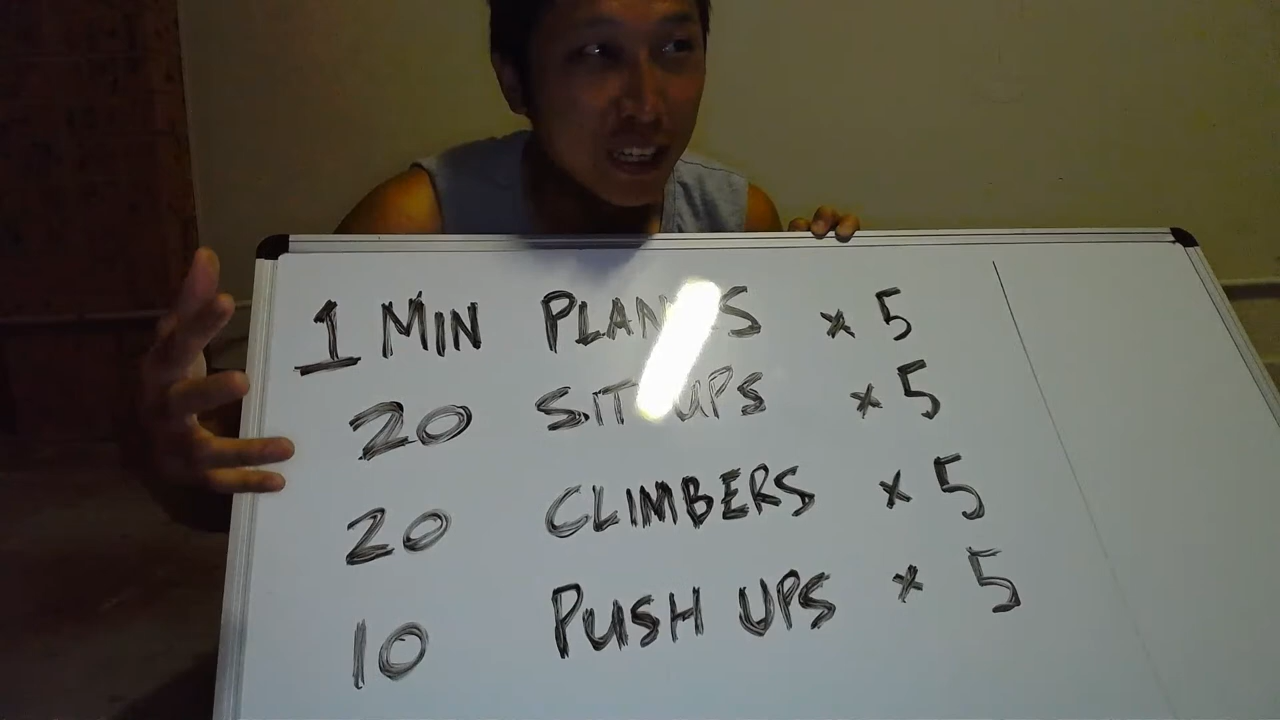 1 MIN PLANKS x 5
20 SIT UPS x 5
20 CLIMBERS x 5
10 PUSH UPS x 5